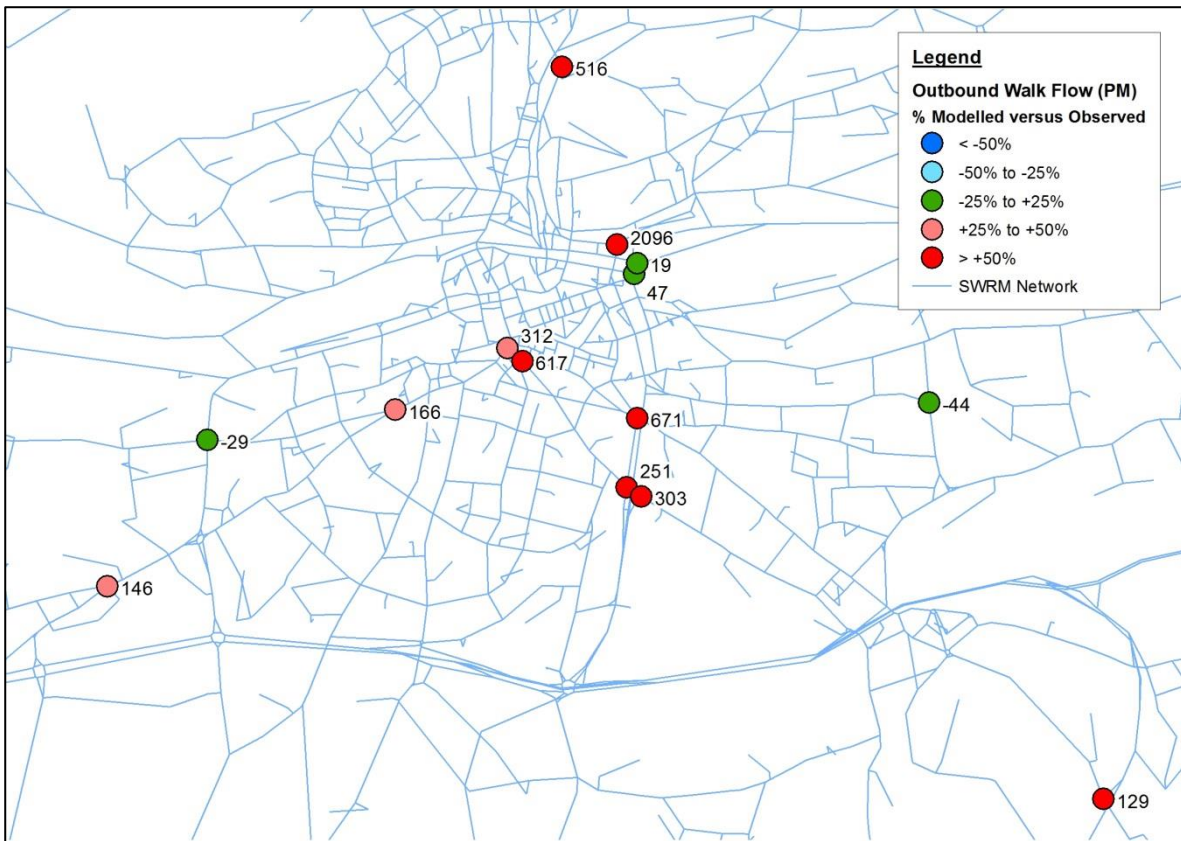 Legend
Outbound Walk Flow (PM)
% Modelled versus Observed
< -50%
-50% to -25%
-25% to +25%
+25% to +50%
> +50%
SWRM Network
516
2096
19
47
312
617
166
671
-44
-29
251
303
146
129